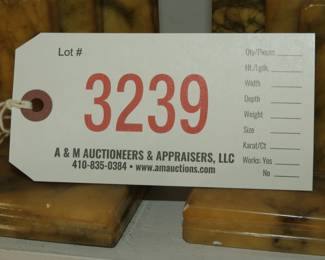 Lot #
3239
A & M AUCTIONEERS & APPRAISERS, LLC
410-835-0384 • www.amauctions.com
Qty/Pieces
Ht./Lgth.
Width
Depth
Weight
Size
Karat/Ct
Works: Yes
No